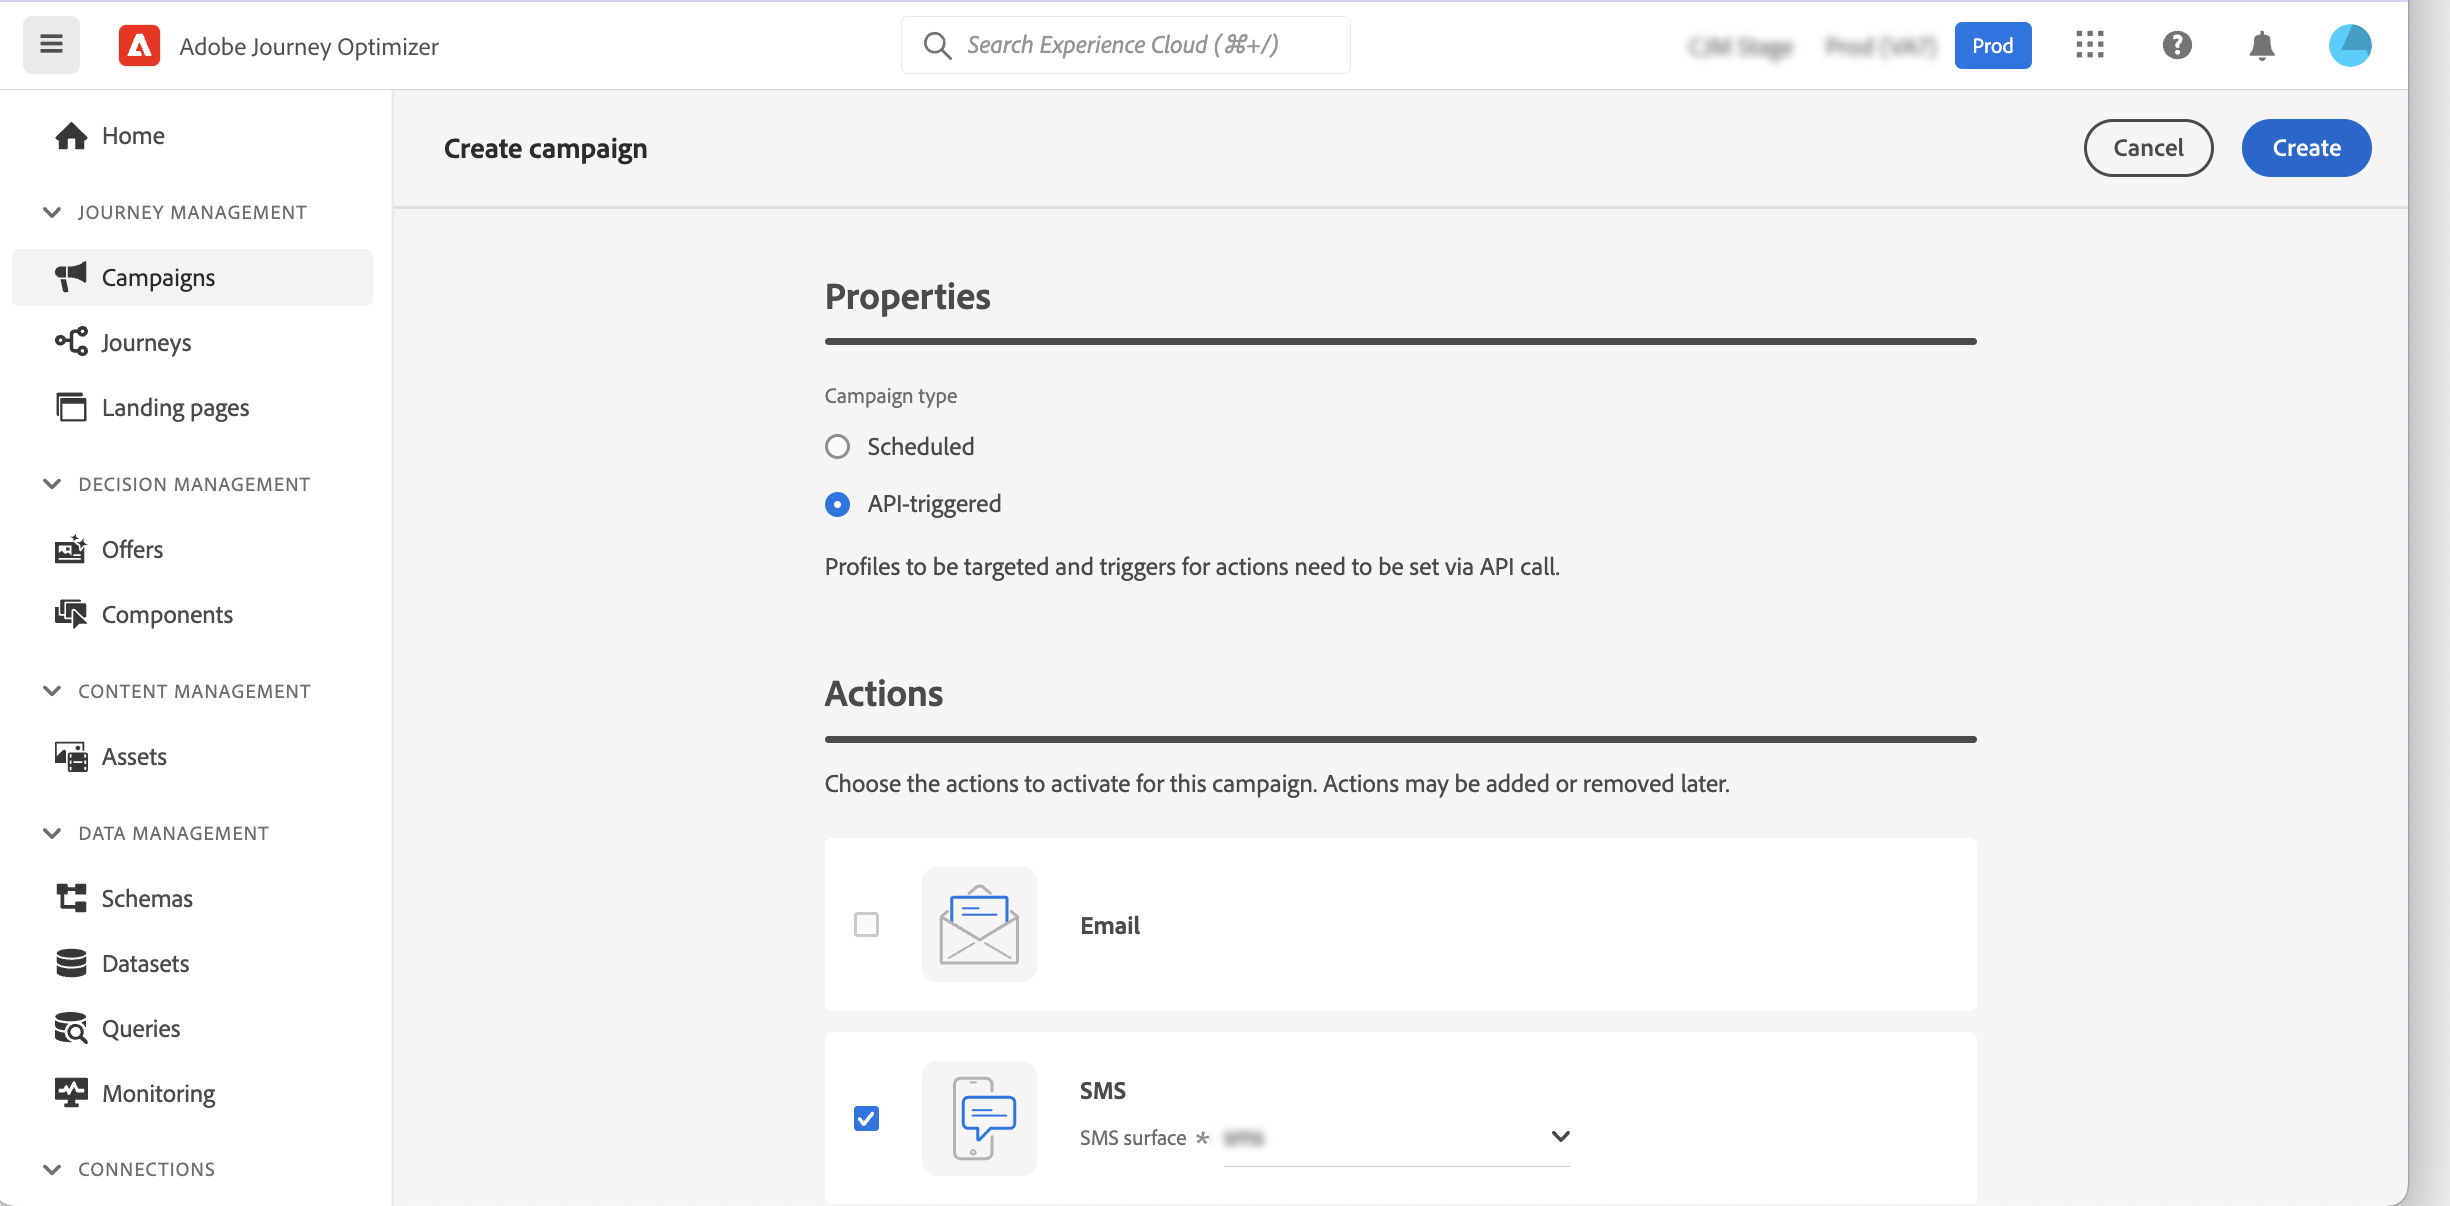 Adobe Journey Optimizer
Search Experience Cloud (⌘+/)
Prod
Home
JOURNEY MANAGEMENT
Campaigns
Journeys
Landing pages
DECISION MANAGEMENT
Offers
Components
CONTENT MANAGEMENT
Assets
DATA MANAGEMENT
Schemas
Datasets
Queries
Monitoring
CONNECTIONS
Create campaign
Cancel
Create
Properties
Campaign type
Scheduled
API-triggered
Profiles to be targeted and triggers for actions need to be set via API call.
Actions
Choose the actions to activate for this campaign. Actions may be added or removed later.
Email
SMS
SMS surface *